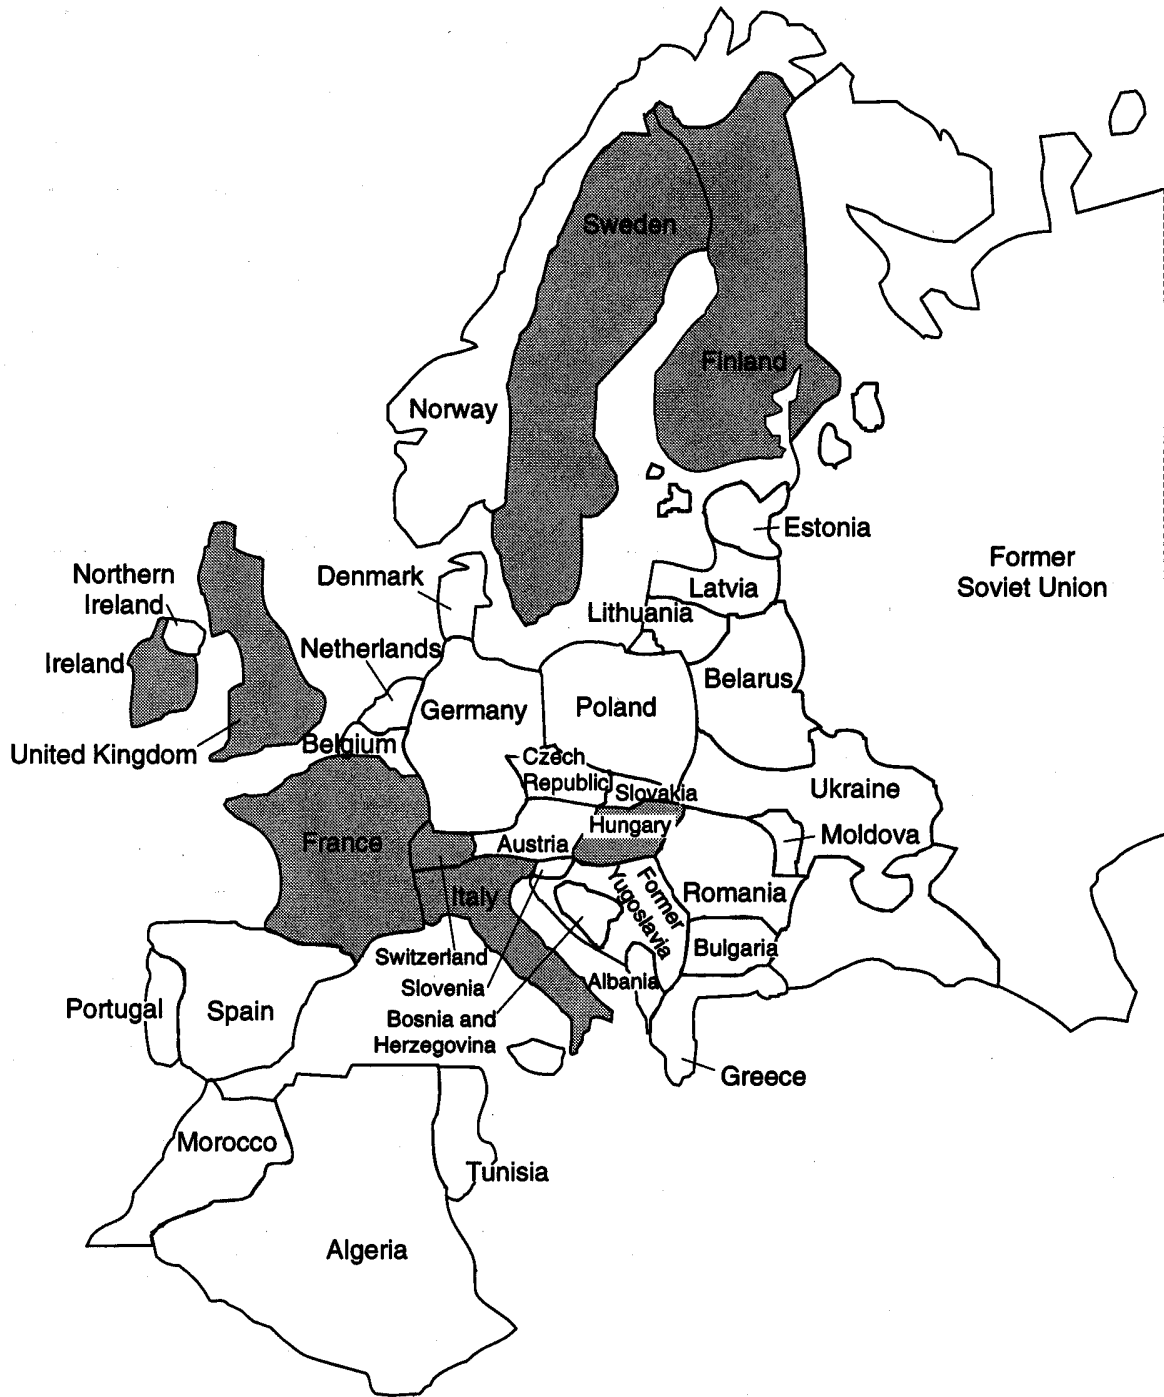 Sweden
Finland
Norway
Estonia
Former
Soviet Union
Northern
Ireland
Denmark
Latvia
Lithuania
Netherlands
Ireland
Belarus
Germany
Poland
United Kingdom
Belgium
Czech
Republic
Slovakia
Ukraine
Hungary
Moldova
France
Austria
Italy
Former
Yugoslavia
Romania
Bulgaria
Switzerland
Slovenia
Albania
Portugal
Spain
Bosnia and
Herzegovina
Greece
Morocco
Tunisia
Algeria